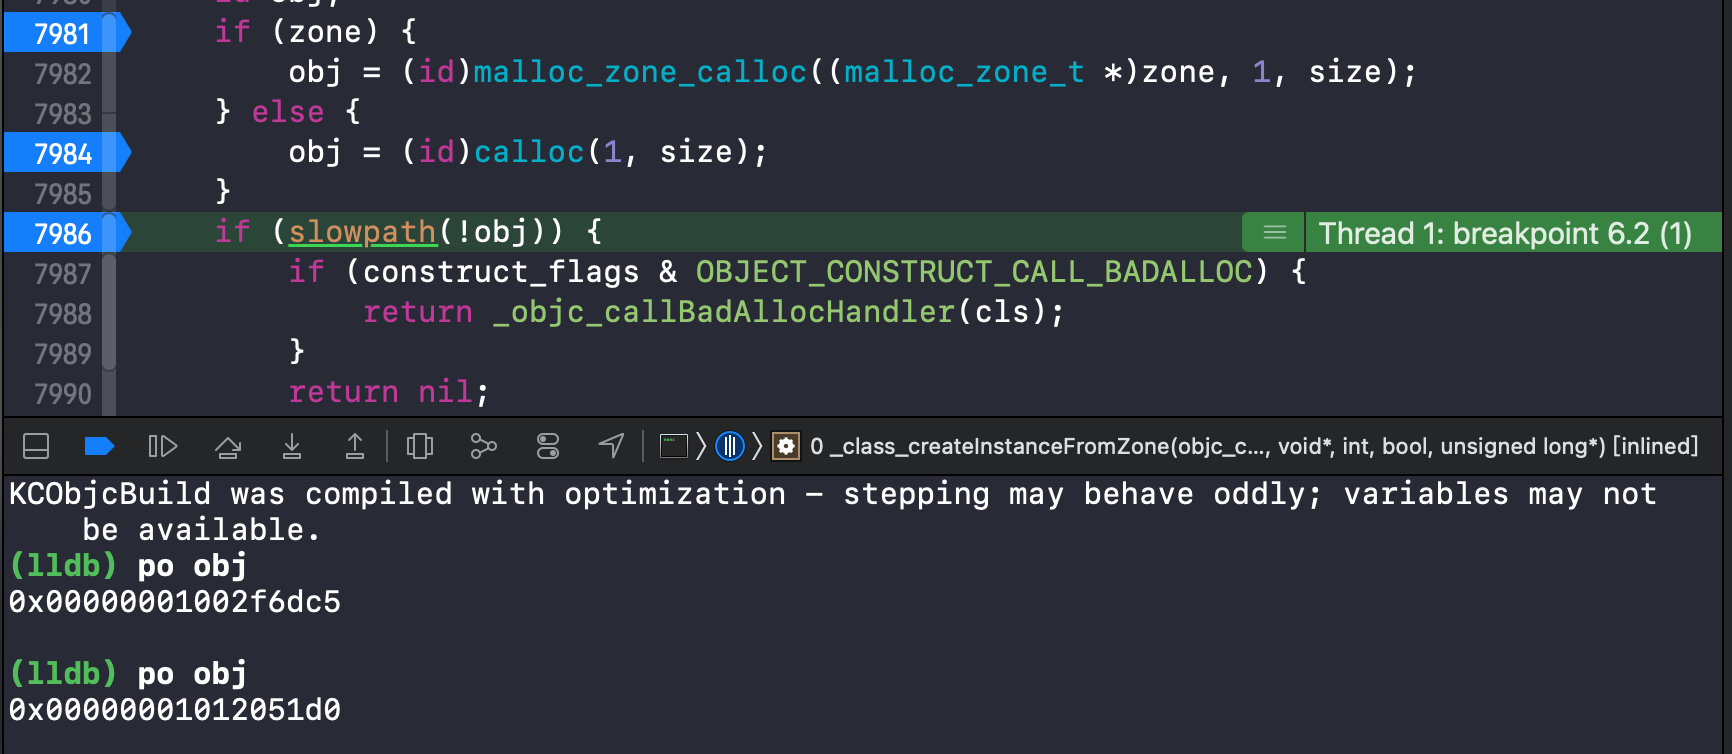 id obj;
7981 if (zone) {
7982 obj = (id)malloc_zone_calloc((malloc_zone_t *)zone, 1, size);
7983 } else {
7984 obj = (id)calloc(1, size);
7985 }
7986 if (slowpath(!obj)) { Thread 1: breakpoint 6.2 (1)
7987 if (construct_flags & OBJECT_CONSTRUCT_CALL_BADALLOC) {
7988 return _objc_callBadAllocHandler(cls);
7989 }
7990 return nil;
0 _class_createInstanceFromZone(objc_c..., void*, int, bool, unsigned long*) [inlined]
KCObjcBuild was compiled with optimization – stepping may behave oddly; variables may not
be available.
(lldb) po obj
0x00000001002f6dc5
(lldb) po obj
0x00000001012051d0